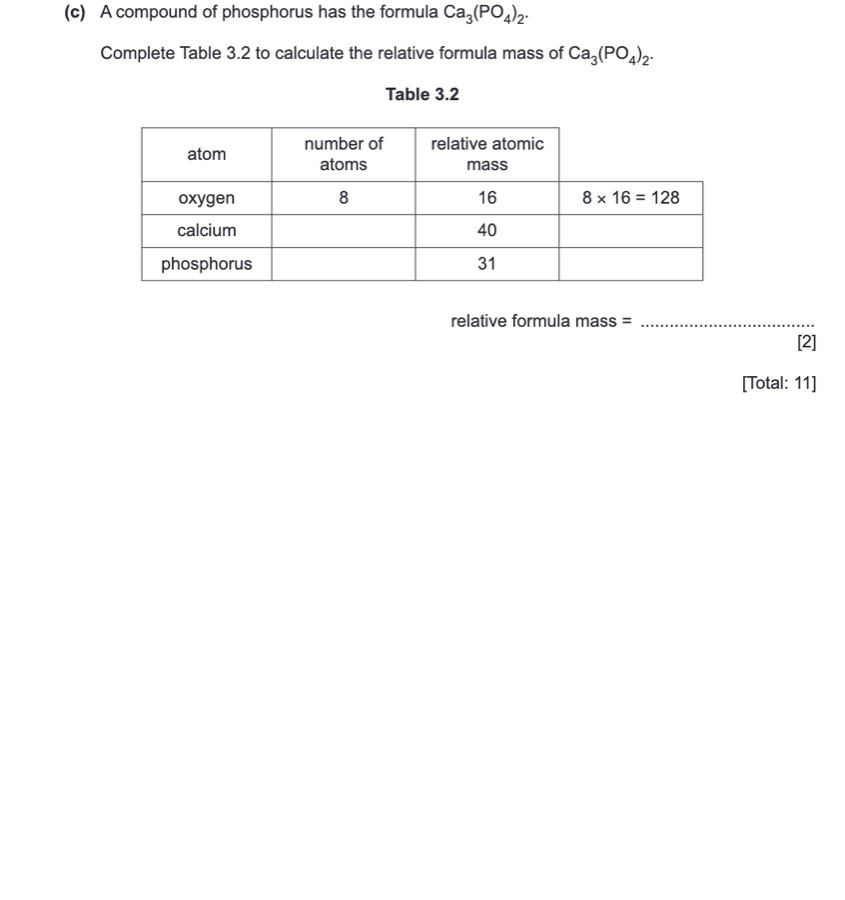 (c) A compound of phosphorus has the formula Ca₃(PO₄)₂.
Complete Table 3.2 to calculate the relative formula mass of Ca₃(PO₄)₂.
Table 3.2
atom
number of
atoms
relative atomic
mass
oxygen 8 16 8 × 16 = 128
calcium 40
phosphorus 31
relative formula mass = ....................................
[2]
[Total: 11]